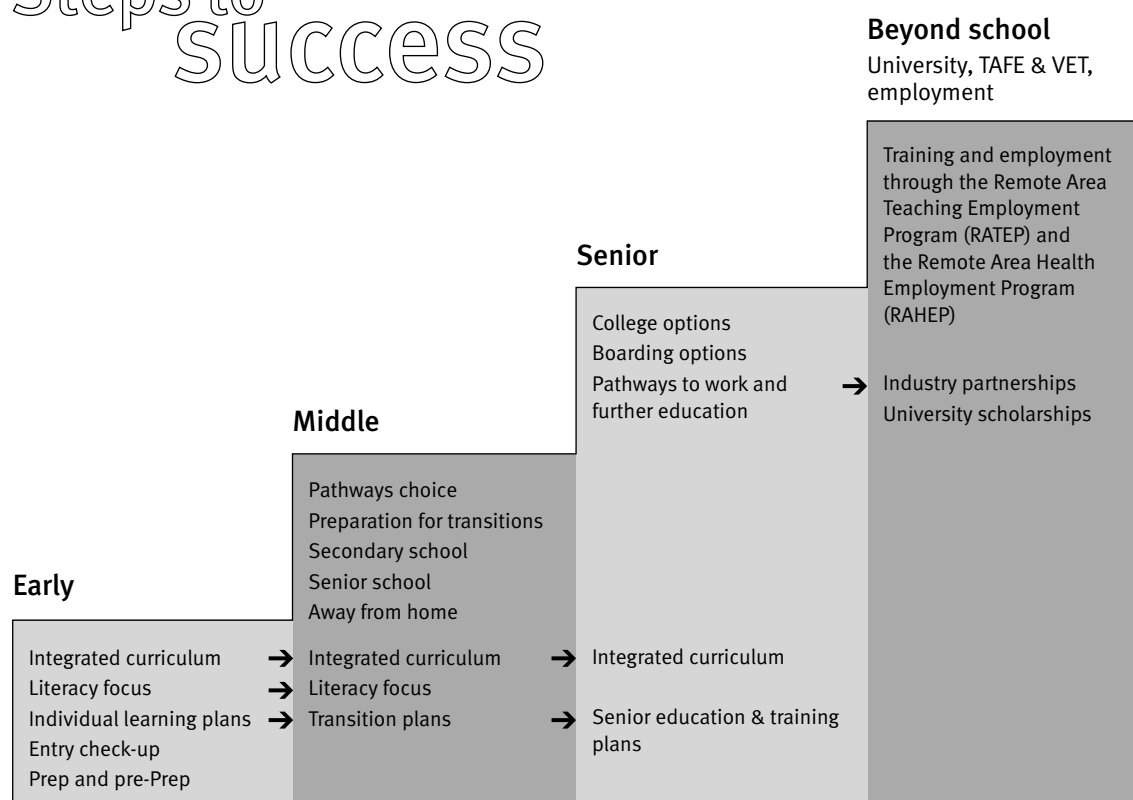 Steps to
success
Beyond school
University, TAFE & VET,
employment
Training and employment
through the Remote Area
Teaching Employment
Program (RATEP) and
the Remote Area Health
Employment Program
(RAHEP)
➔ Industry partnerships
University scholarships
Senior
College options
Boarding options
Pathways to work and
further education
➔ Integrated curriculum
➔ Senior education & training
plans
Middle
Pathways choice
Preparation for transitions
Secondary school
Senior school
Away from home
➔ Integrated curriculum
➔ Literacy focus
➔ Transition plans
Early
Integrated curriculum
Literacy focus
Individual learning plans
Entry check-up
Prep and pre-Prep